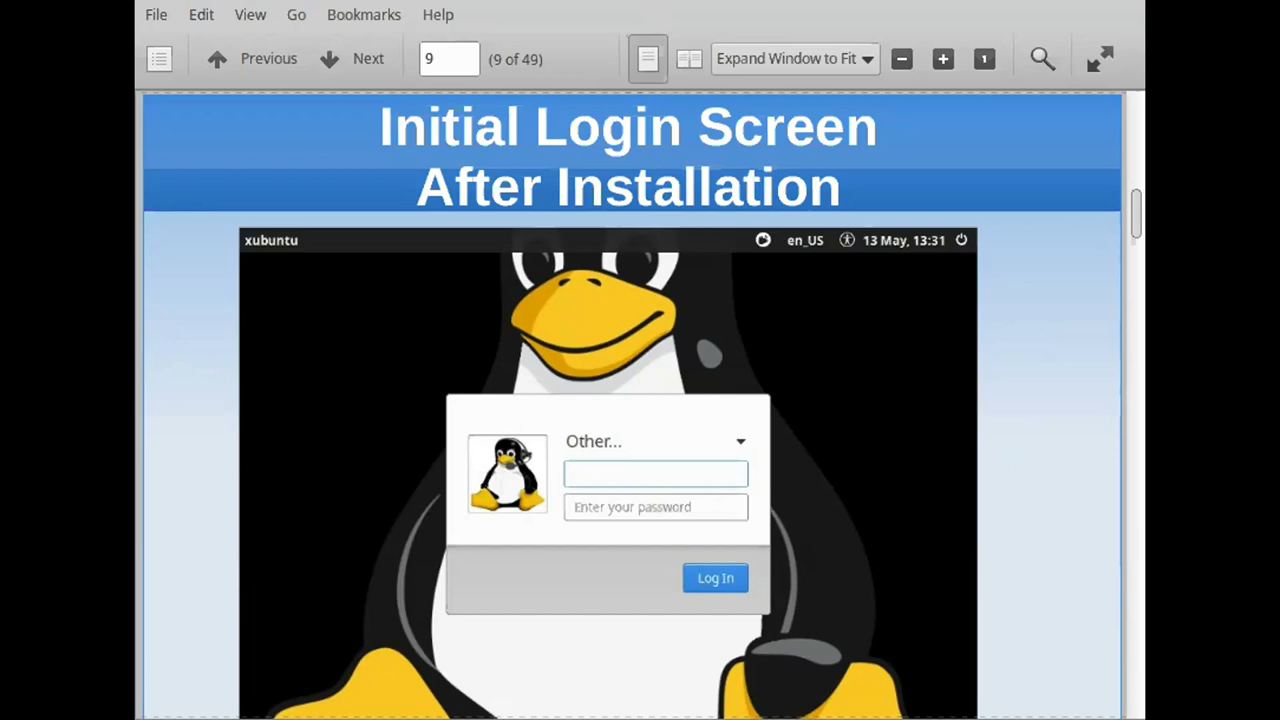 File Edit View Go Bookmarks Help
Previous Next 9 (9 of 49) Expand Window to Fit 1
Initial Login Screen
After Installation
xubuntu en_US 13 May, 13:31
Other...
Enter your password
Log In